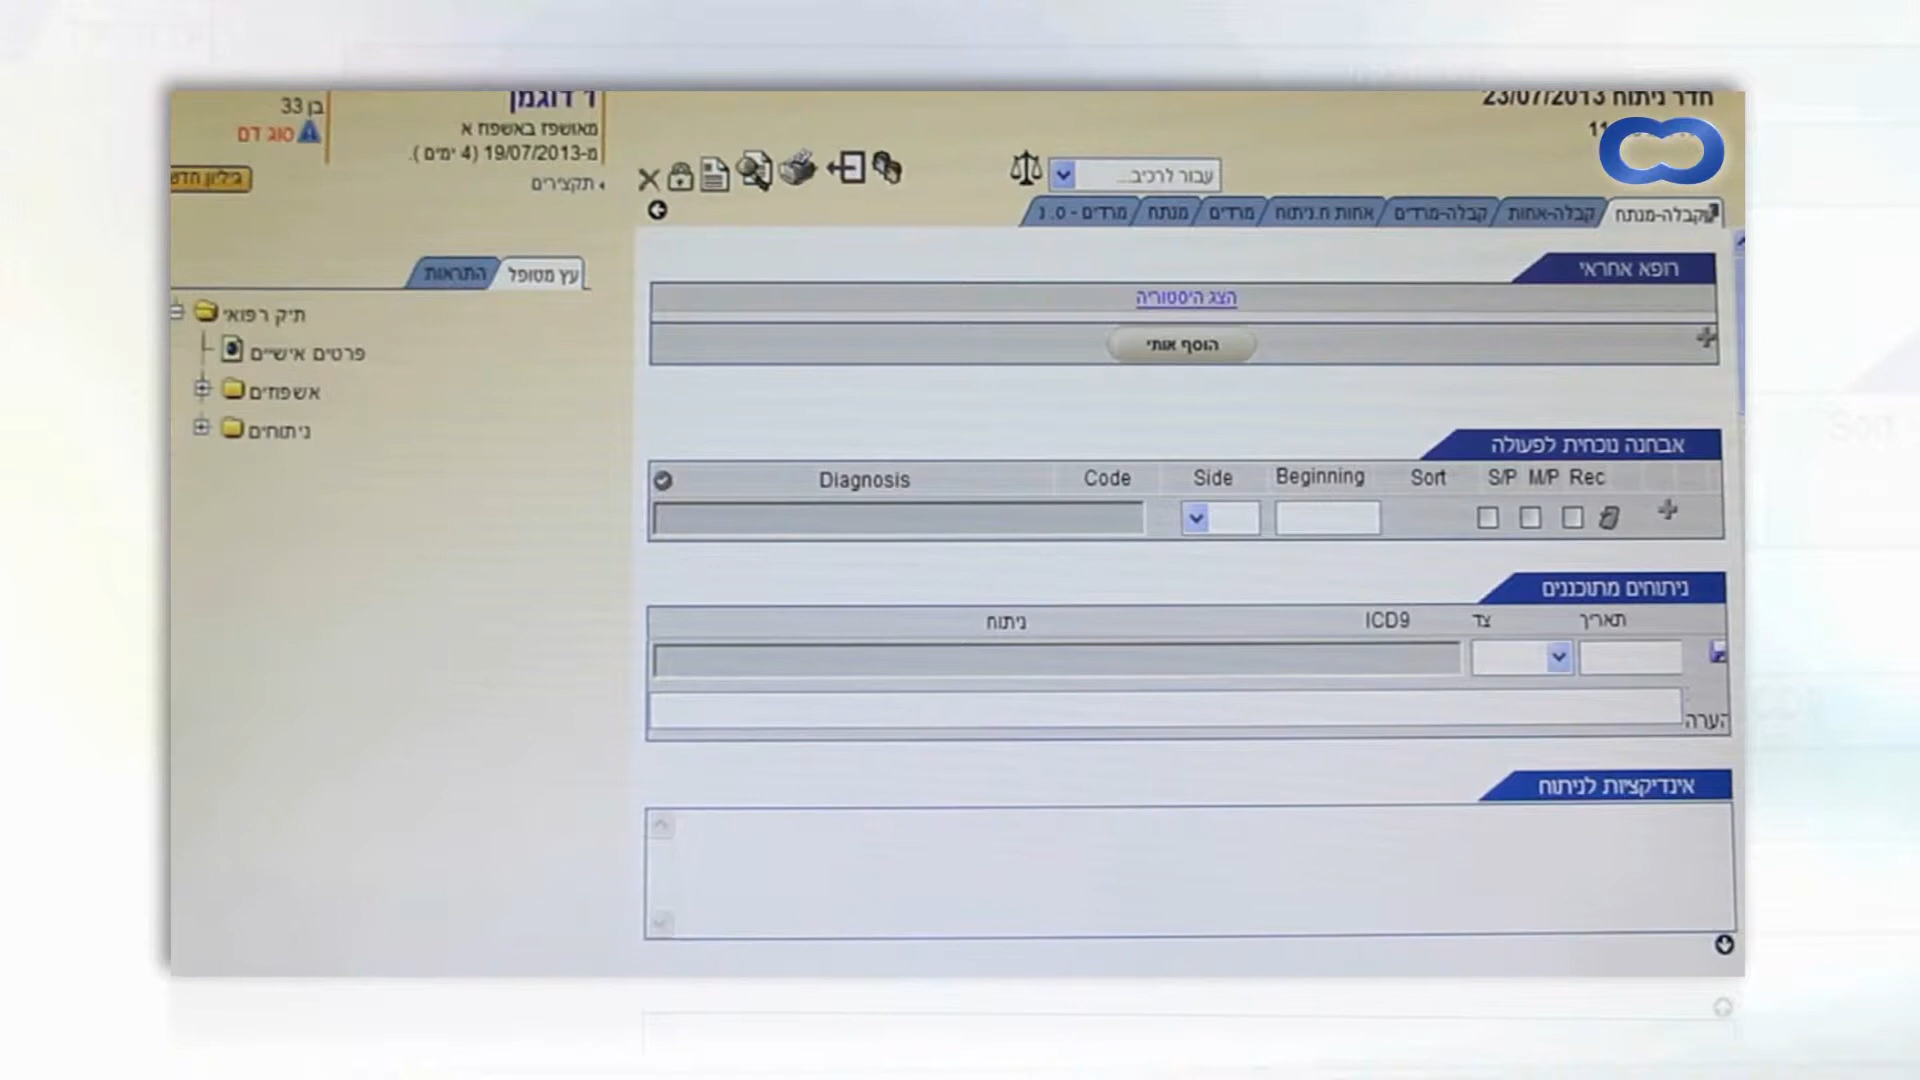 חדר ניתוח 23/07/2013
11
ד דוגמן
מאושפז באשפוז א
מ-19/07/2013 (4 ימים ).
תקצירים
בן 33
סוג דם
גיליון חדש
עבור לרכיב...
קבלה-מנתח
קבלה-אחות
קבלה-מרדים
אחות ח.ניתוח
מרדים
מנתח
מרדים - ס. נ
עץ מטופל
התראות
תיק רפואי
פרטים אישיים
אשפוזים
ניתוחים
רופא אחראי
הצג היסטוריה
הוסף אותי
אבחנה נוכחית לפעולה
Diagnosis Code Side Beginning Sort S/P M/P Rec
ניתוחים מתוכננים
תאריך צד ICD9 ניתוח
הערה
אינדיקציות לניתוח